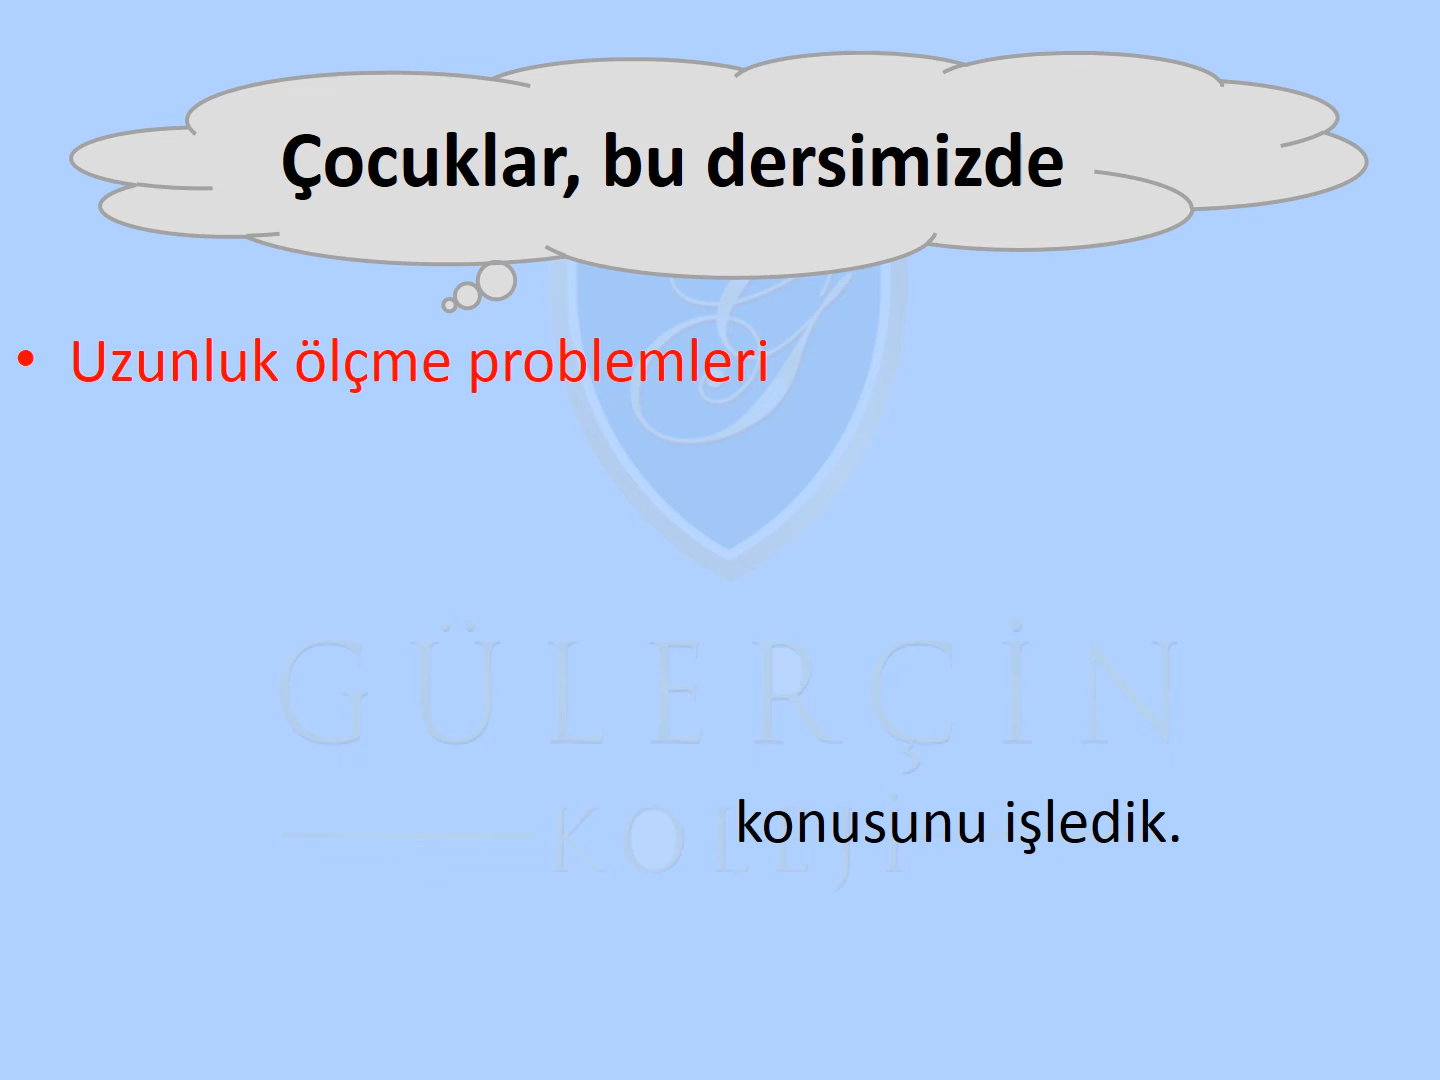 Çocuklar, bu dersimizde
• Uzunluk ölçme problemleri
GÜLERÇİN
KOLEJİ
konusunu işledik.